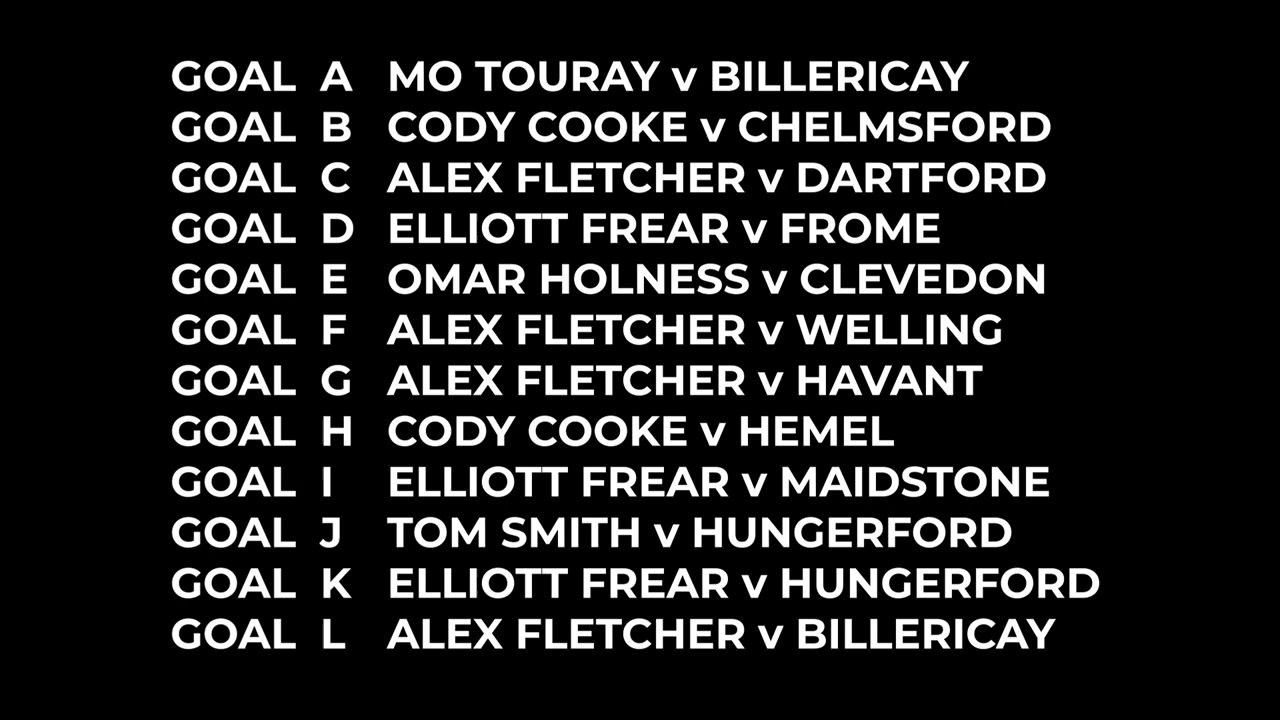 GOAL A MO TOURAY v BILLERICAY
GOAL B CODY COOKE v CHELMSFORD
GOAL C ALEX FLETCHER v DARTFORD
GOAL D ELLIOTT FREAR v FROME
GOAL E OMAR HOLNESS v CLEVEDON
GOAL F ALEX FLETCHER v WELLING
GOAL G ALEX FLETCHER v HAVANT
GOAL H CODY COOKE v HEMEL
GOAL I ELLIOTT FREAR v MAIDSTONE
GOAL J TOM SMITH v HUNGERFORD
GOAL K ELLIOTT FREAR v HUNGERFORD
GOAL L ALEX FLETCHER v BILLERICAY